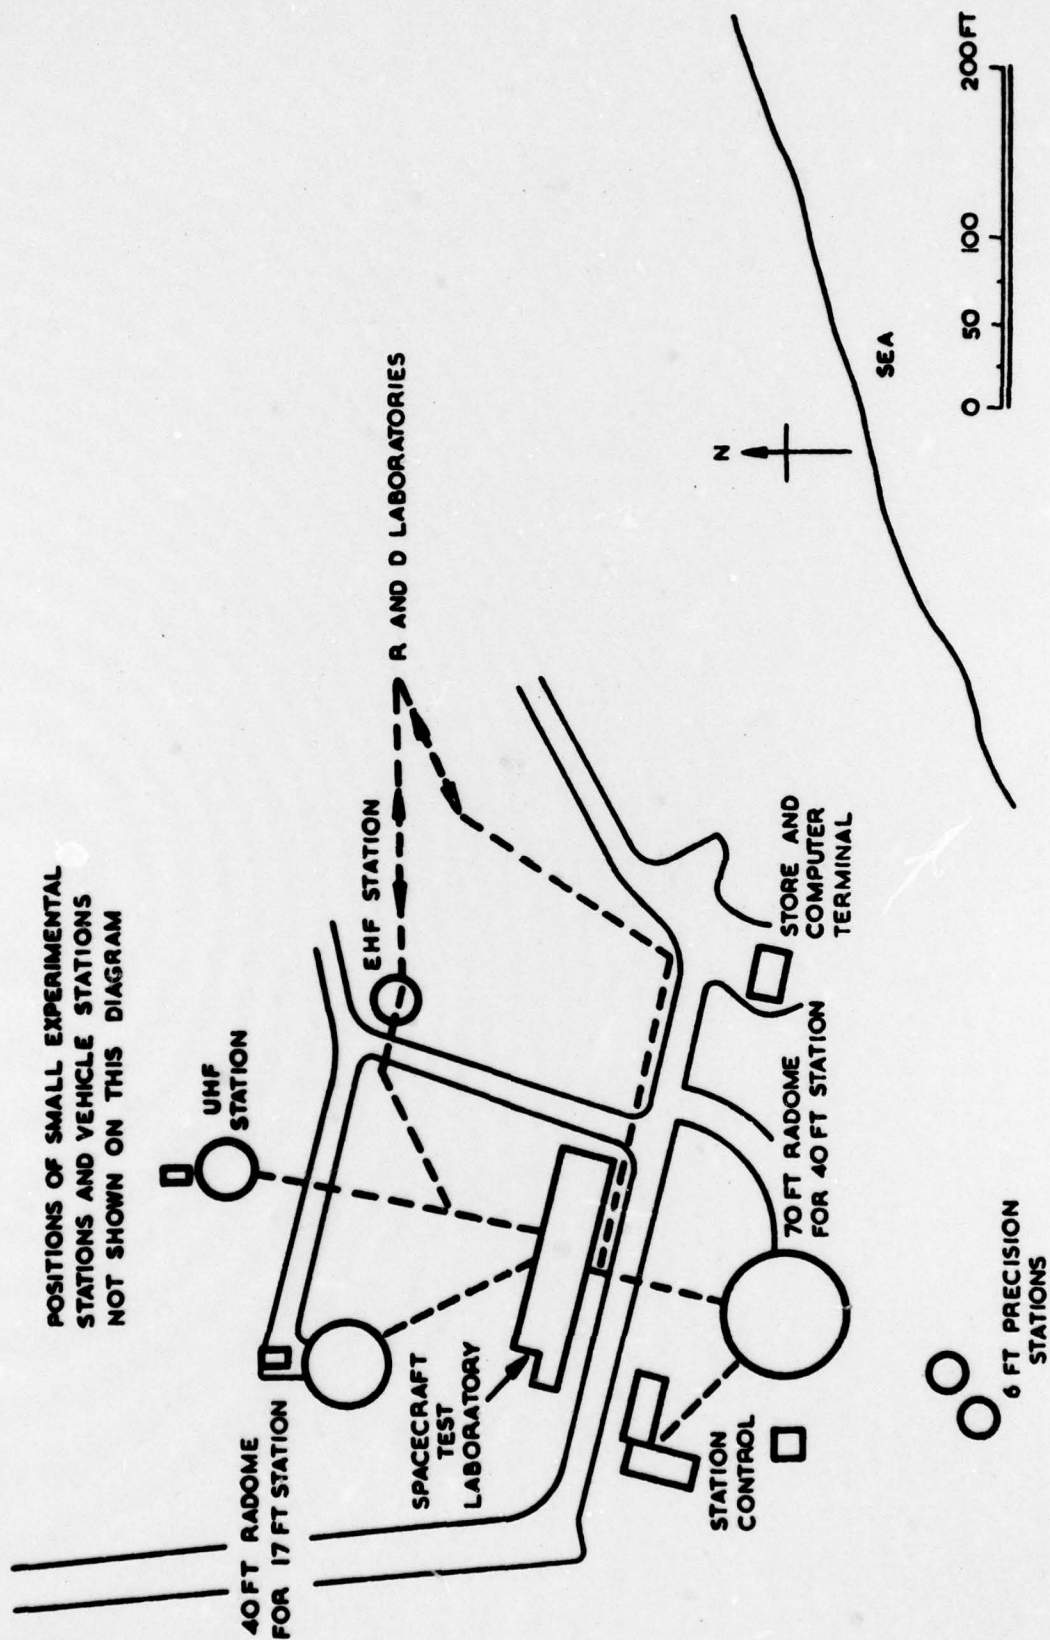 POSITIONS OF SMALL EXPERIMENTAL
STATIONS AND VEHICLE STATIONS
NOT SHOWN ON THIS DIAGRAM
UHF
STATION
40 FT RADOME
FOR 17 FT STATION
EHF STATION
R AND D LABORATORIES
SPACECRAFT
TEST
LABORATORY
STATION
CONTROL
70 FT RADOME
FOR 40 FT STATION
STORE AND
COMPUTER
TERMINAL
6 FT PRECISION
STATIONS
N
SEA
0 50 100 200 FT